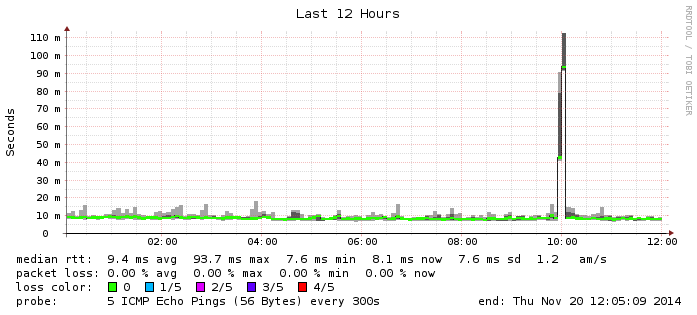 Last 12 Hours
RRDTOOL / TOBI OETIKER
Seconds
110 m
100 m
90 m
80 m
70 m
60 m
50 m
40 m
30 m
20 m
10 m
0
02:00 04:00 06:00 08:00 10:00 12:00
median rtt: 9.4 ms avg 93.7 ms max 7.6 ms min 8.1 ms now 7.6 ms sd 1.2 am/s
packet loss: 0.00 % avg 0.00 % max 0.00 % min 0.00 % now
loss color: 0 1/5 2/5 3/5 4/5
probe: 5 ICMP Echo Pings (56 Bytes) every 300s end: Thu Nov 20 12:05:09 2014